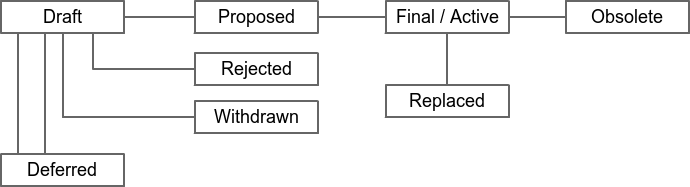 Draft
Proposed
Final / Active
Obsolete
Rejected
Replaced
Withdrawn
Deferred